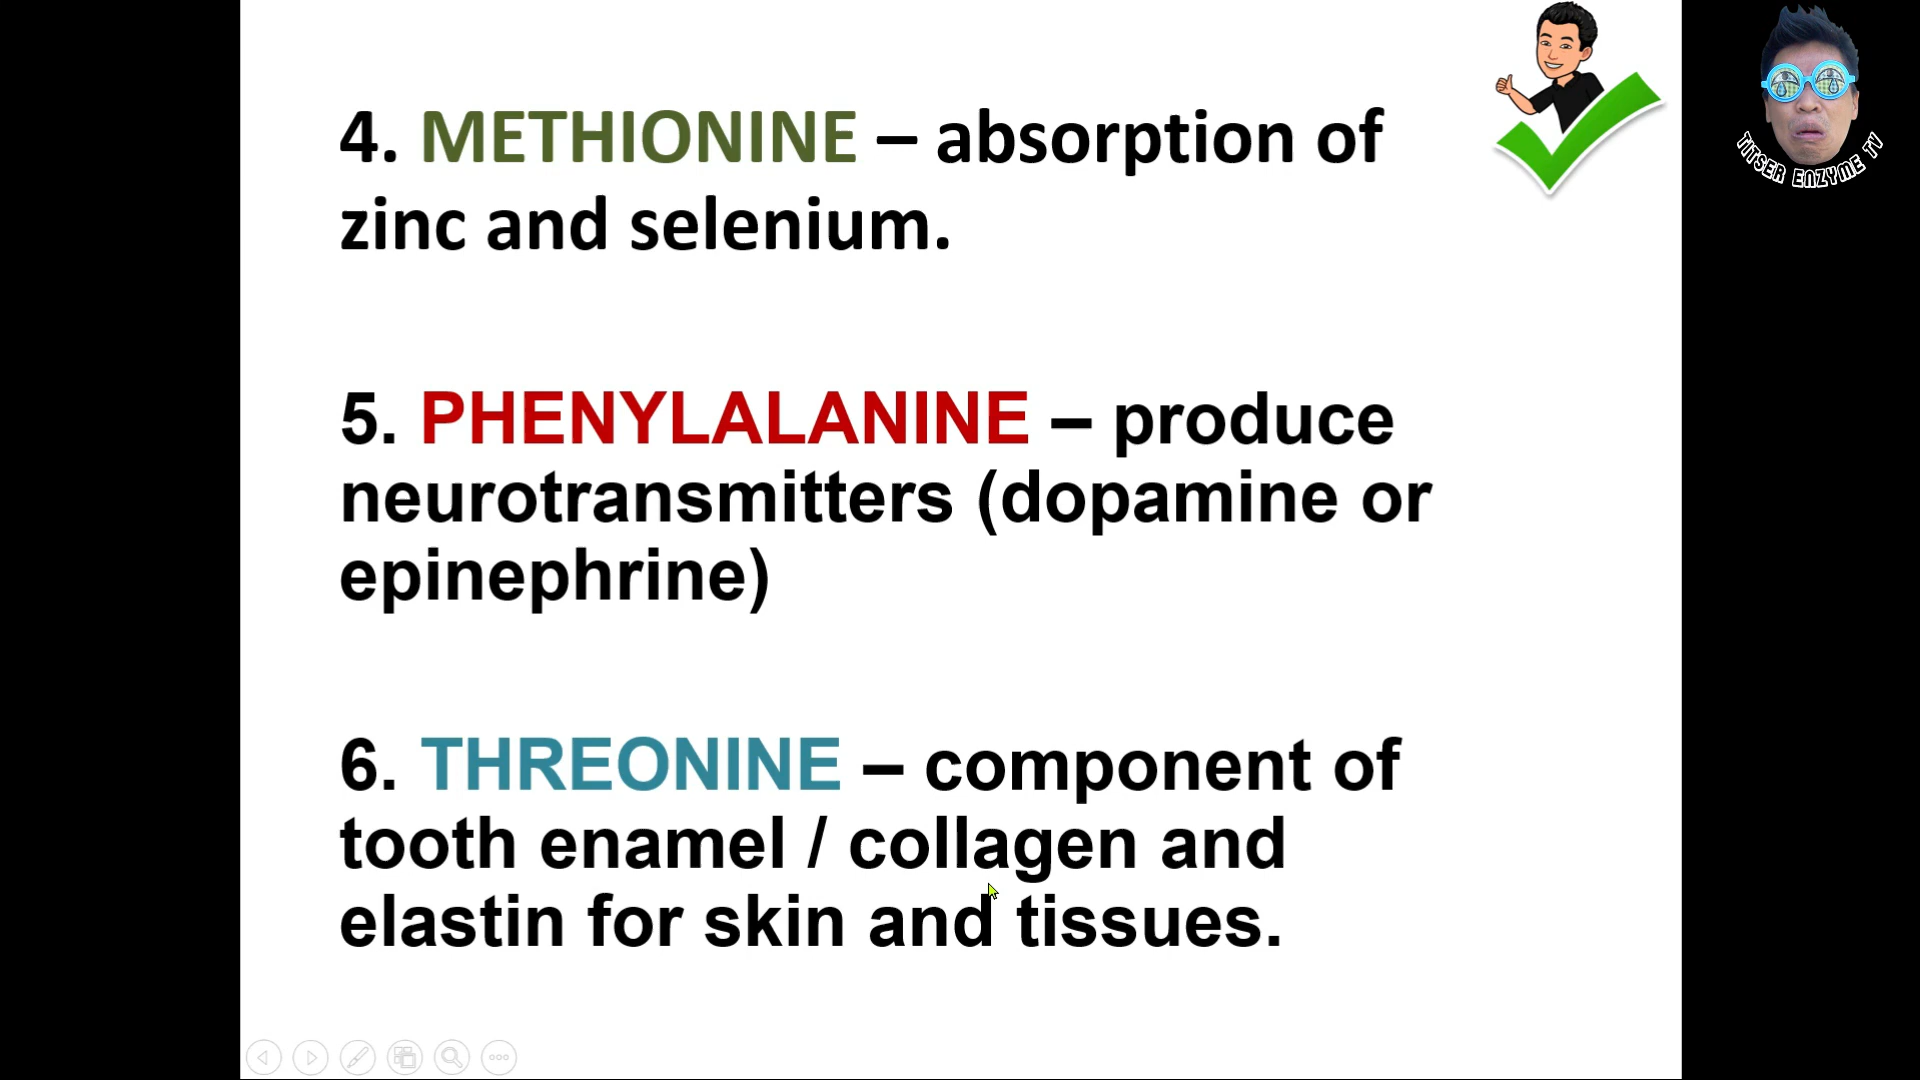 4. METHIONINE – absorption of
zinc and selenium.
5. PHENYLALANINE – produce
neurotransmitters (dopamine or
epinephrine)
6. THREONINE – component of
tooth enamel / collagen and
elastin for skin and tissues.
TITSER ENZYME TV